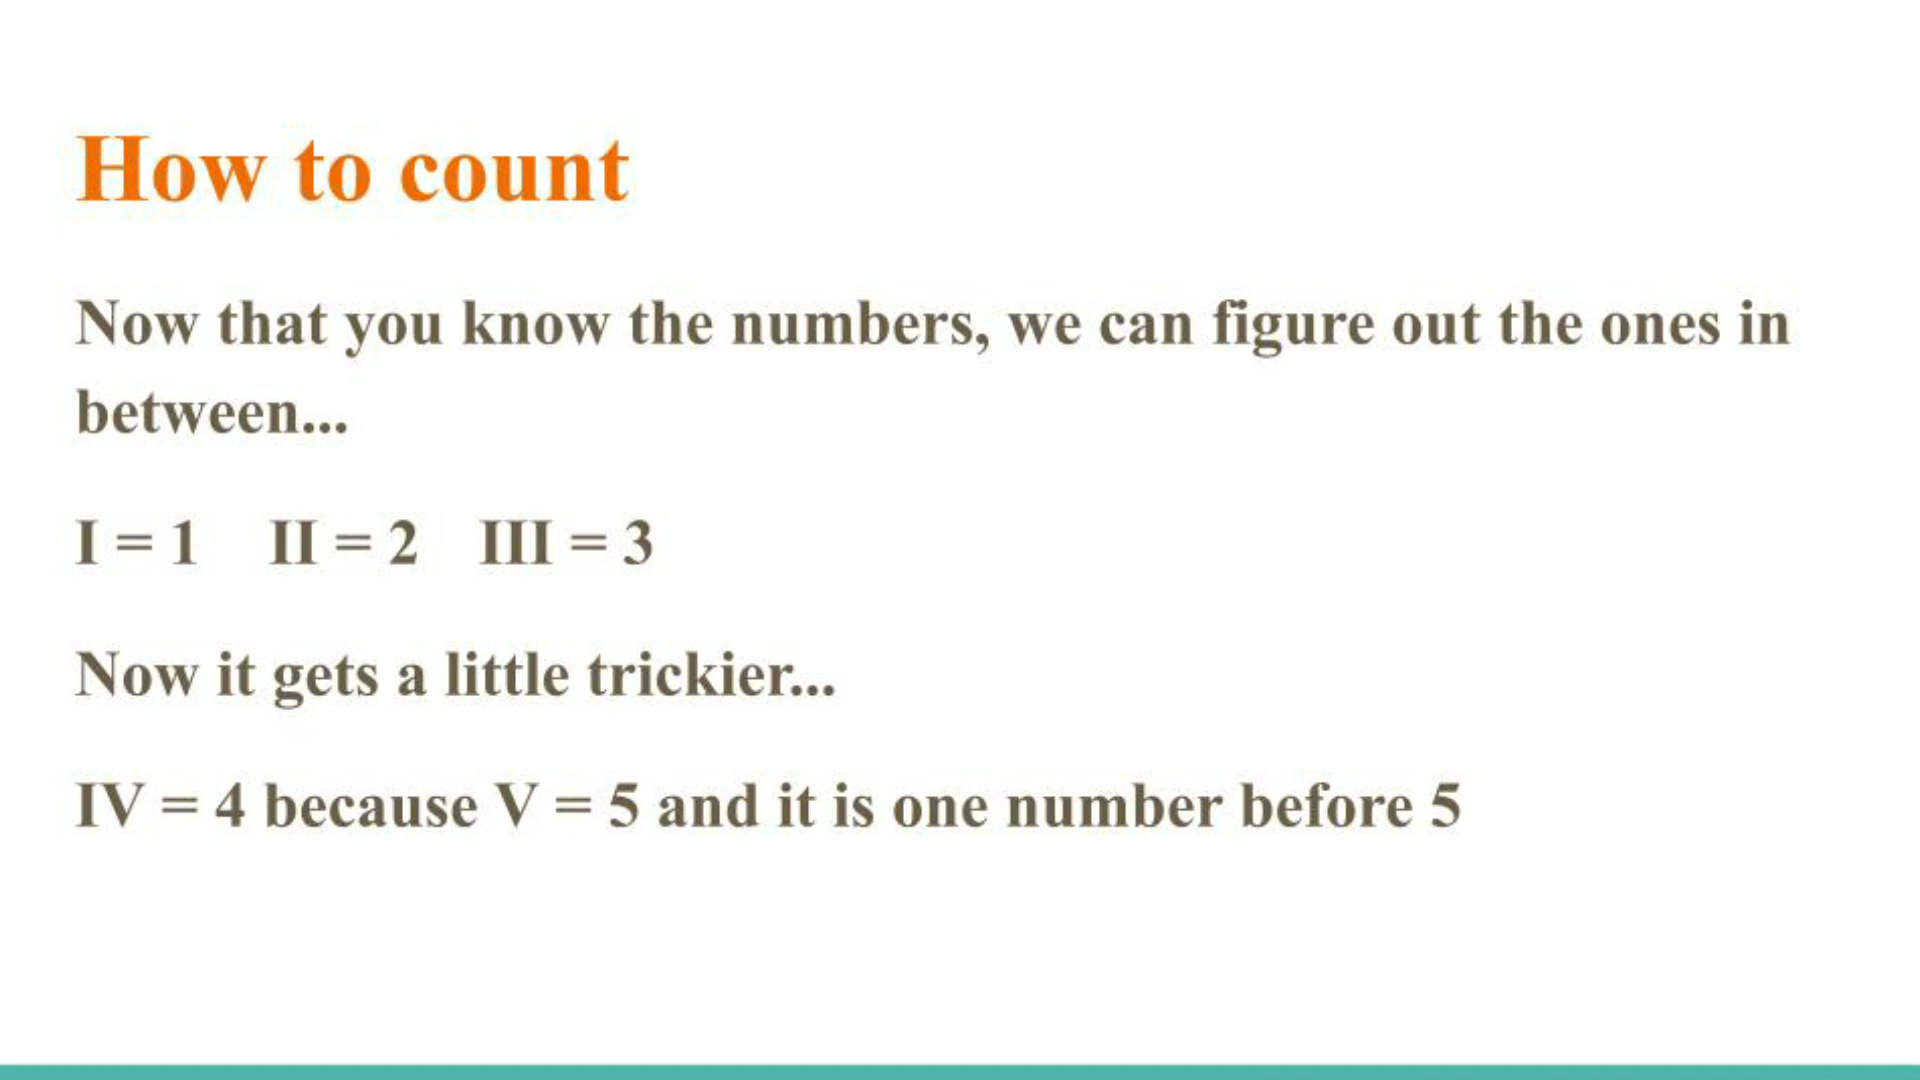 How to count
Now that you know the numbers, we can figure out the ones in
between...
I = 1 II = 2 III = 3
Now it gets a little trickier...
IV = 4 because V = 5 and it is one number before 5